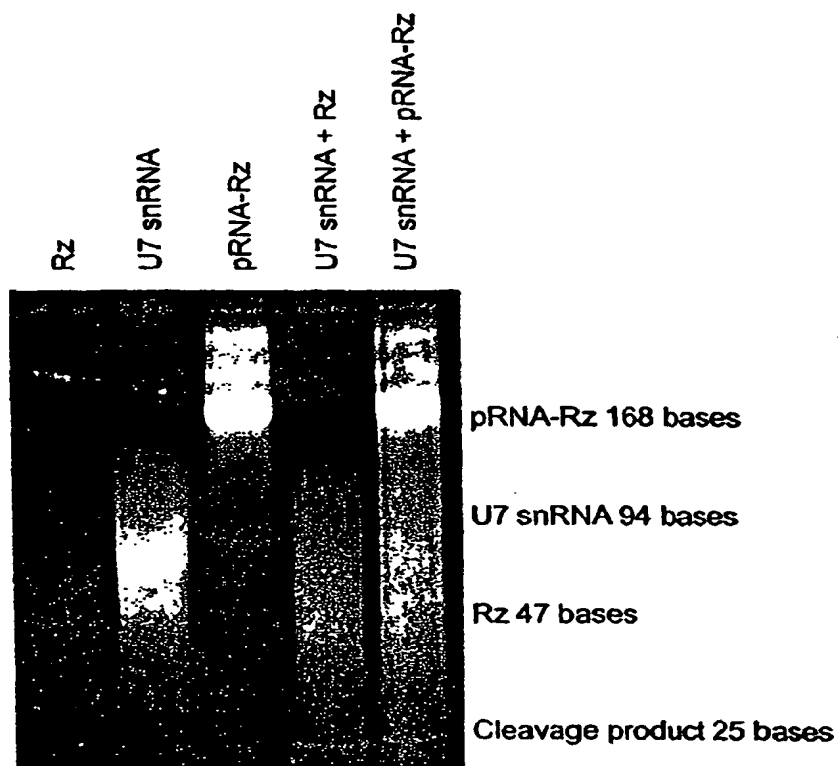 Rz
U7 snRNA
pRNA-Rz
U7 snRNA + Rz
U7 snRNA + pRNA-Rz
pRNA-Rz 168 bases
U7 snRNA 94 bases
Rz 47 bases
Cleavage product 25 bases